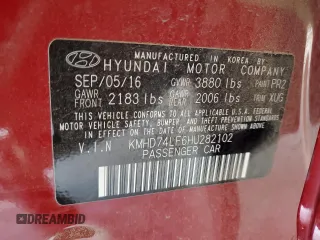 MANUFACTURED IN KOREA BY
HYUNDAI MOTOR COMPANY
SEP/05/16 GVWR 3880 lbs PAINT PR2
GAWR FRONT 2183 lbs GAWR REAR 2006 lbs TRIM XUG
THIS VEHICLE CONFORMS TO ALL APPLICABLE U.S. FEDERAL
MOTOR VEHICLE SAFETY, BUMPER, AND THEFT PREVENTION
STANDARDS IN EFFECT ON THE DATE OF MANUFACTURE
SHOWN ABOVE.
V.I.N KMHD74LF6HU282102
PASSENGER CAR
DREAMBID